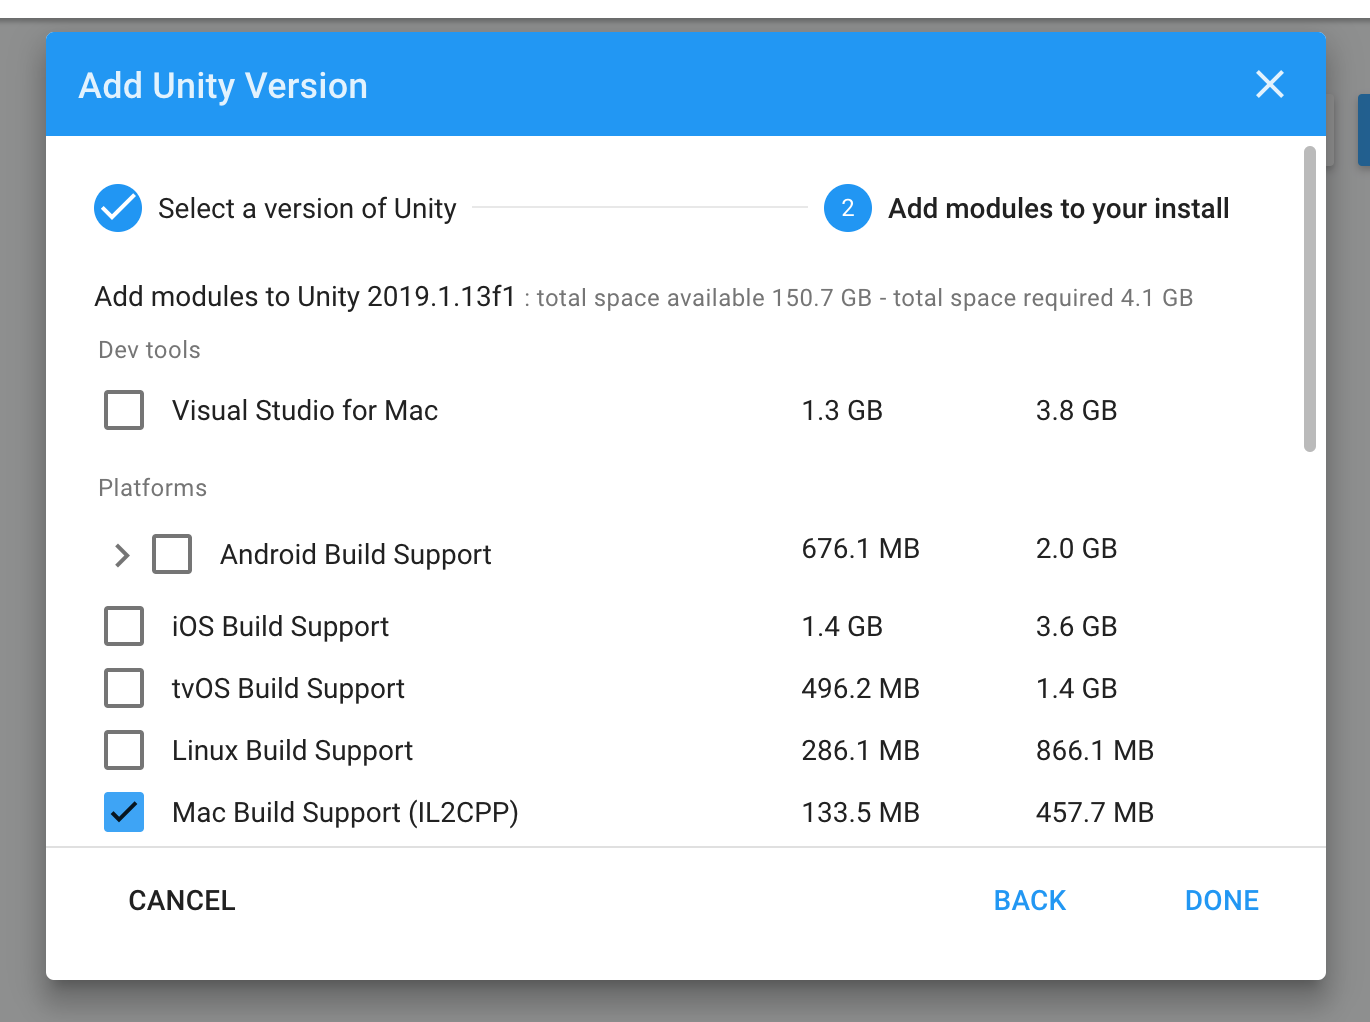 Add Unity Version
Select a version of Unity 2 Add modules to your install
Add modules to Unity 2019.1.13f1 : total space available 150.7 GB - total space required 4.1 GB
Dev tools
Visual Studio for Mac 1.3 GB 3.8 GB
Platforms
Android Build Support 676.1 MB 2.0 GB
iOS Build Support 1.4 GB 3.6 GB
tvOS Build Support 496.2 MB 1.4 GB
Linux Build Support 286.1 MB 866.1 MB
Mac Build Support (IL2CPP) 133.5 MB 457.7 MB
CANCEL BACK DONE